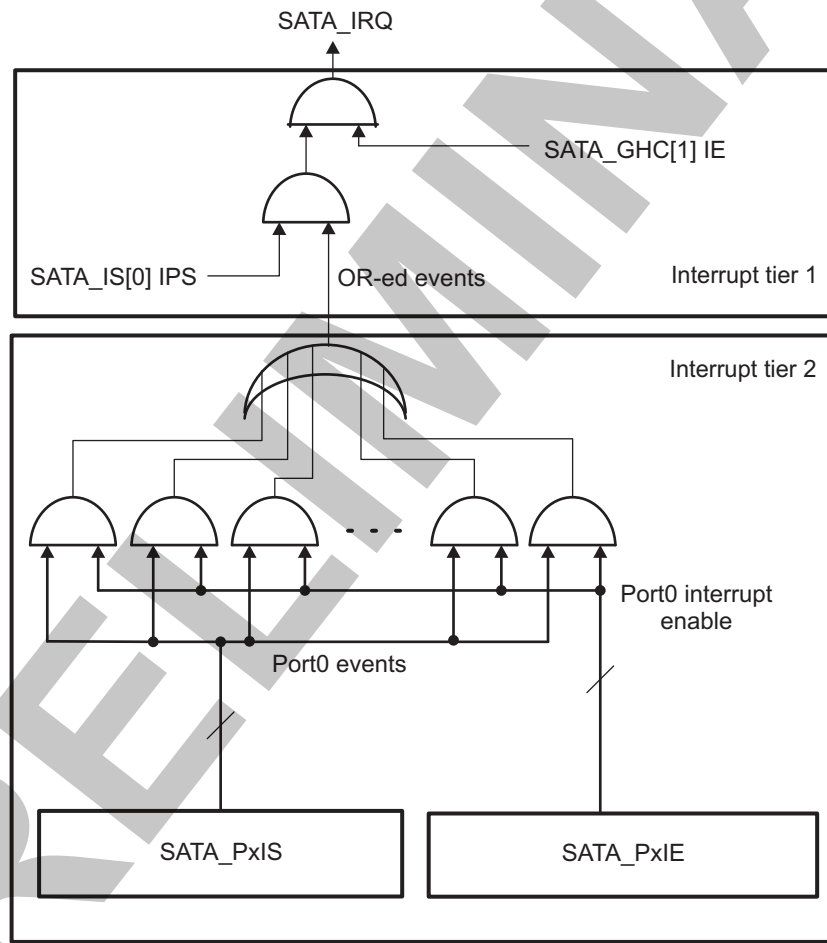 SATA_IRQ
SATA_GHC[1] IE
SATA_IS[0] IPS
OR-ed events
Interrupt tier 1
Interrupt tier 2
- - -
Port0 interrupt
enable
Port0 events
SATA_PxIS
SATA_PxIE
RELIMINA